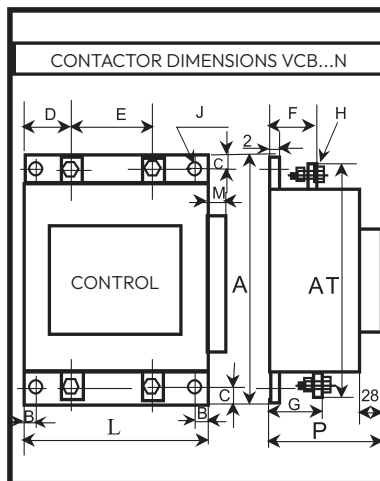 CONTACTOR DIMENSIONS VCB...N
D E J F H
2 C
M
CONTROL A AT
B B C G 28
L P